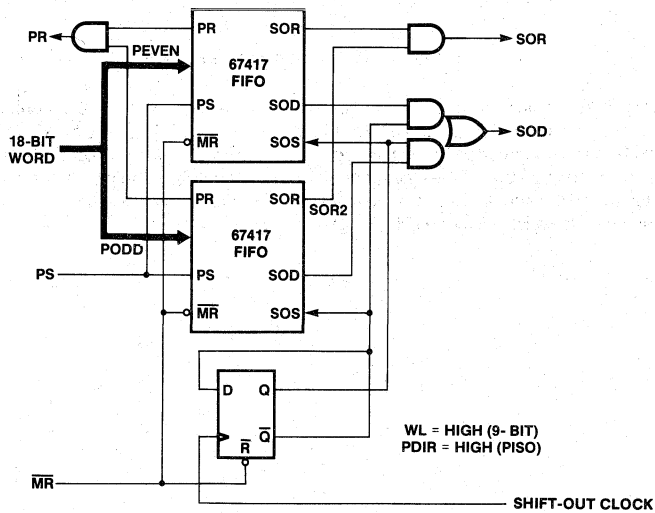 PR
PEVEN
PR
SOR
SOR
67417
FIFO
PS
SOD
SOD
18-BIT
WORD
MR
SOS
PR
SOR
SOR2
67417
FIFO
PODD
PS
PS
SOD
MR
SOS
D
Q
Q
R
WL = HIGH (9- BIT)
PDIR = HIGH (PISO)
MR
SHIFT-OUT CLOCK